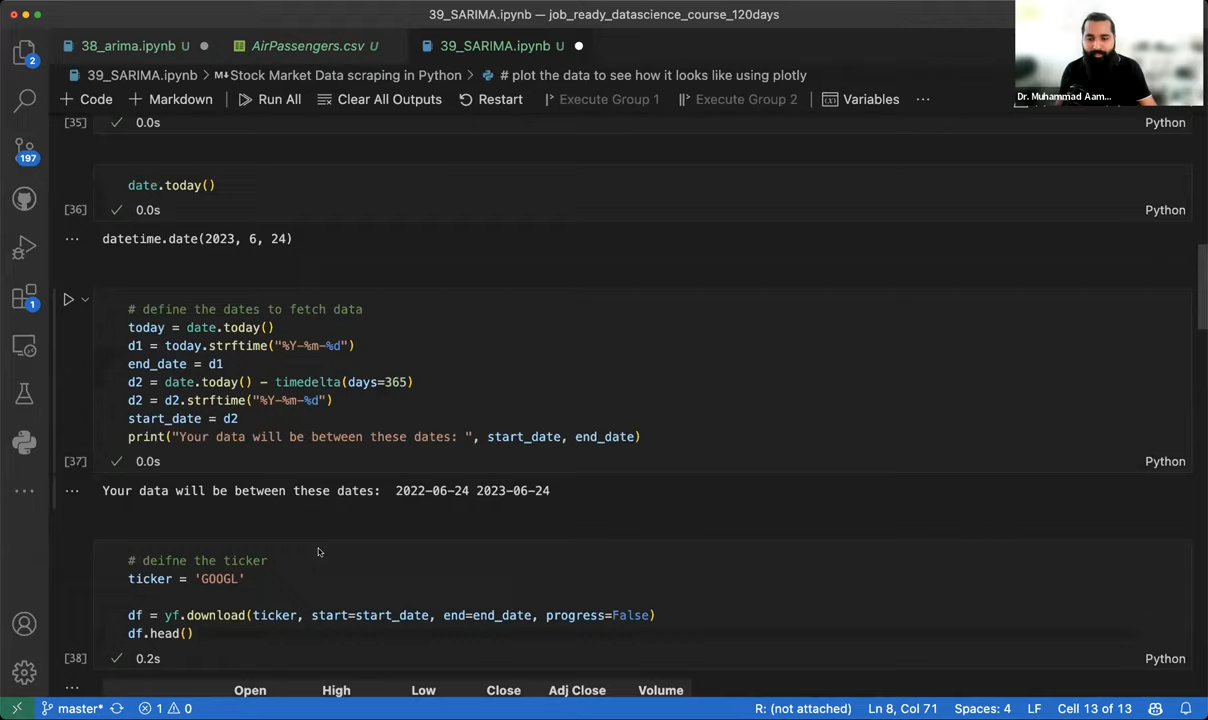 39_SARIMA.ipynb — job_ready_datascience_course_120days
38_arima.ipynb U
AirPassengers.csv U
39_SARIMA.ipynb U
39_SARIMA.ipynb > M↓Stock Market Data scraping in Python > # plot the data to see how it looks like using plotly
+ Code + Markdown Run All Clear All Outputs Restart Execute Group 1 Execute Group 2 Variables ...
Dr. Muhammad Aam...
[35] ✓ 0.0s Python
date.today()
[36] ✓ 0.0s Python
... datetime.date(2023, 6, 24)
# define the dates to fetch data
today = date.today()
d1 = today.strftime("%Y-%m-%d")
end_date = d1
d2 = date.today() - timedelta(days=365)
d2 = d2.strftime("%Y-%m-%d")
start_date = d2
print("Your data will be between these dates: ", start_date, end_date)
[37] ✓ 0.0s Python
... Your data will be between these dates:  2022-06-24 2023-06-24
# deifne the ticker
ticker = 'GOOGL'
df = yf.download(ticker, start=start_date, end=end_date, progress=False)
df.head()
[38] ✓ 0.2s Python
... Open High Low Close Adj Close Volume
2
197
1
master* 1 0 R: (not attached) Ln 8, Col 71 Spaces: 4 LF Cell 13 of 13